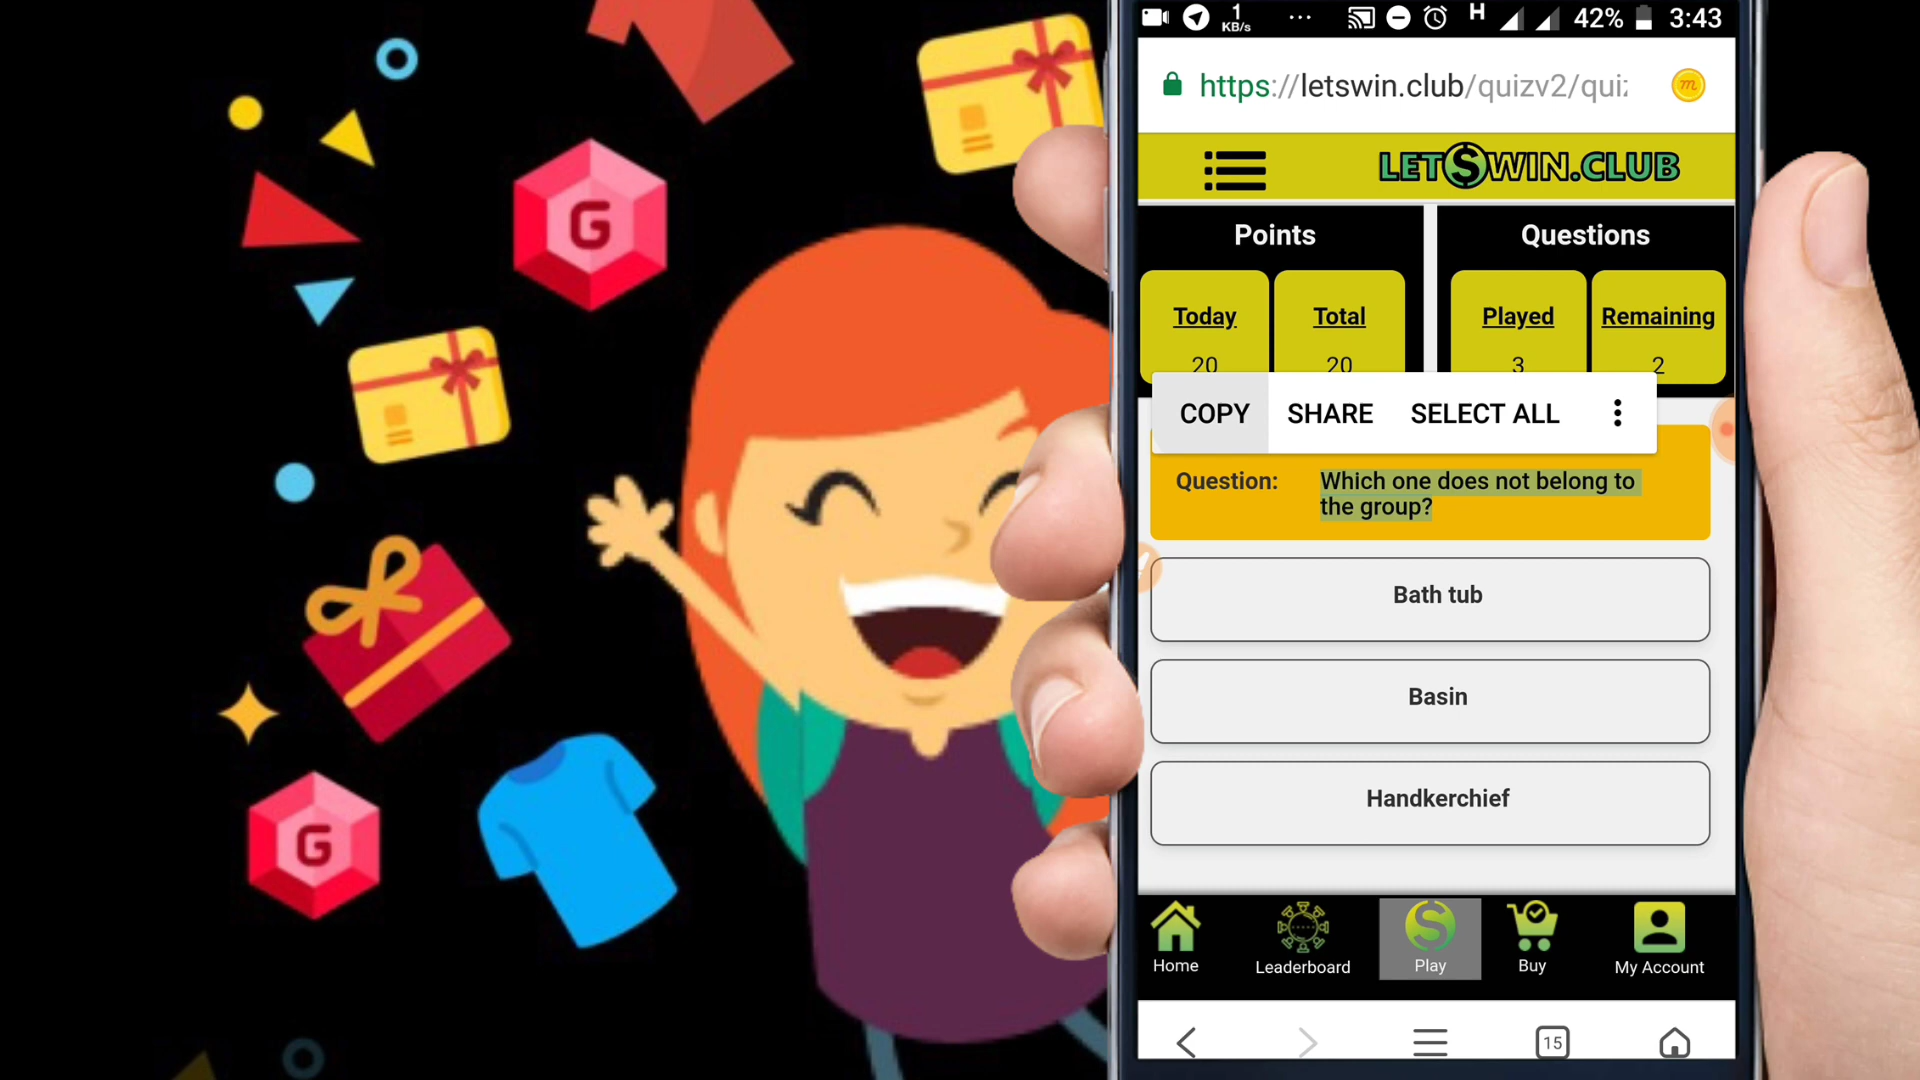 1
KB/s
...
H
42%
3:43
https://letswin.club/quizv2/qui
LET$WIN.CLUB
Points
Questions
Today
Total
Played
Remaining
20
20
3
2
COPY
SHARE
SELECT ALL
Question:
Which one does not belong to
the group?
Bath tub
Basin
Handkerchief
Home
Leaderboard
$
Play
Buy
My Account
15
G
G
m